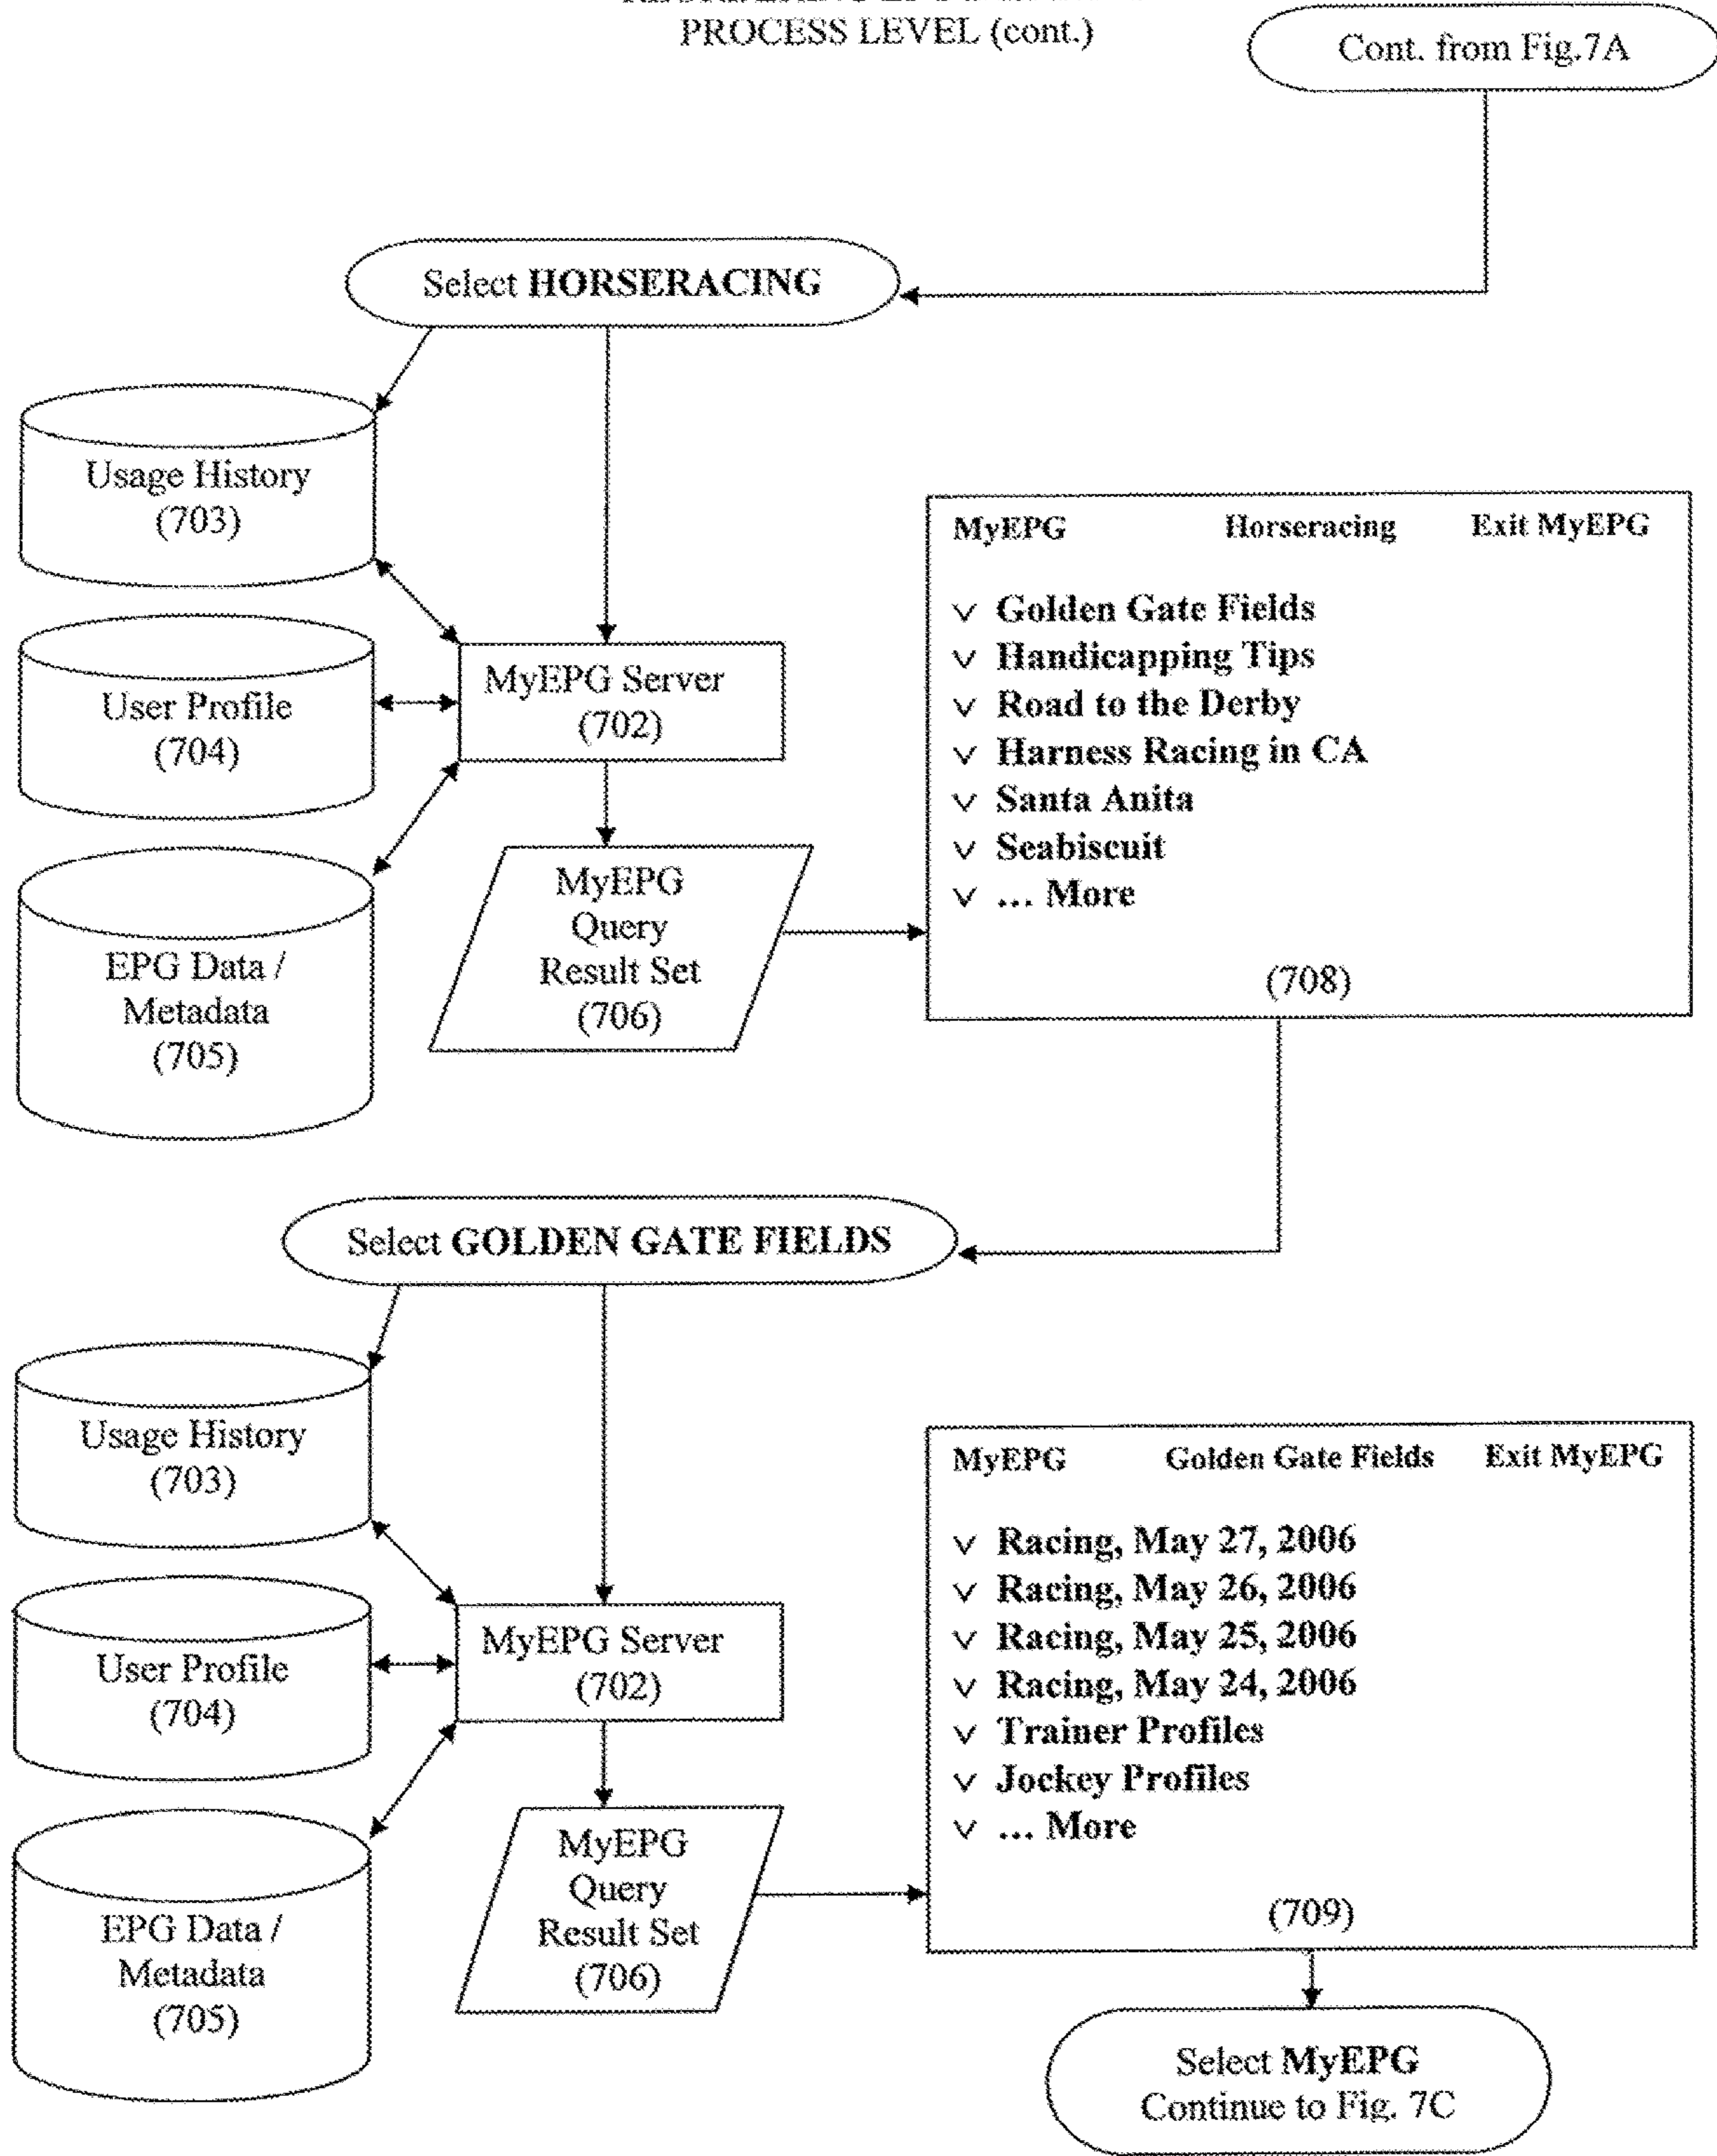 PROCESS LEVEL (cont.)
Cont. from Fig.7A
Select HORSERACING
Usage History
(703)
User Profile
(704)
EPG Data /
Metadata
(705)
MyEPG Server
(702)
MyEPG
Query
Result Set
(706)
MyEPG Horseracing Exit MyEPG
v Golden Gate Fields
v Handicapping Tips
v Road to the Derby
v Harness Racing in CA
v Santa Anita
v Seabiscuit
v ... More
(708)
Select GOLDEN GATE FIELDS
Usage History
(703)
User Profile
(704)
EPG Data /
Metadata
(705)
MyEPG Server
(702)
MyEPG
Query
Result Set
(706)
MyEPG Golden Gate Fields Exit MyEPG
v Racing, May 27, 2006
v Racing, May 26, 2006
v Racing, May 25, 2006
v Racing, May 24, 2006
v Trainer Profiles
v Jockey Profiles
v ... More
(709)
Select MyEPG
Continue to Fig. 7C